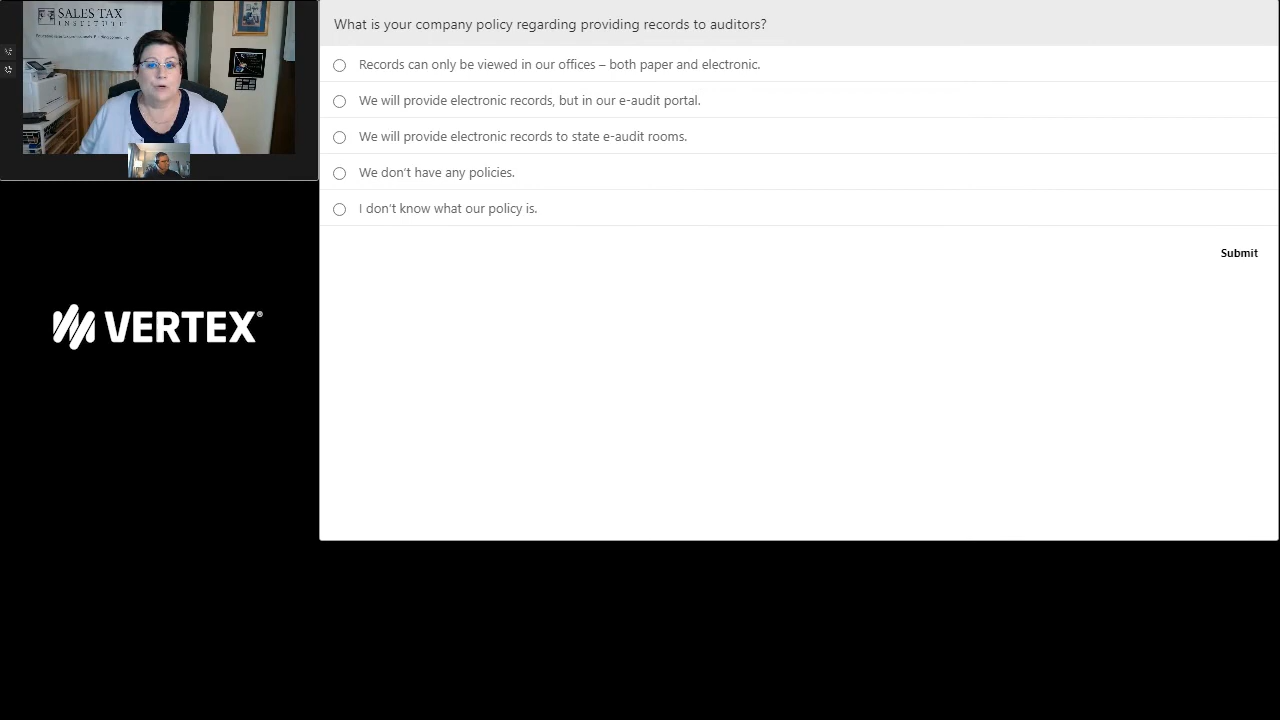 SALES TAX
INSTITUTE
What is your company policy regarding providing records to auditors?
Records can only be viewed in our offices – both paper and electronic.
We will provide electronic records, but in our e-audit portal.
We will provide electronic records to state e-audit rooms.
We don't have any policies.
I don't know what our policy is.
Submit
VERTEX®